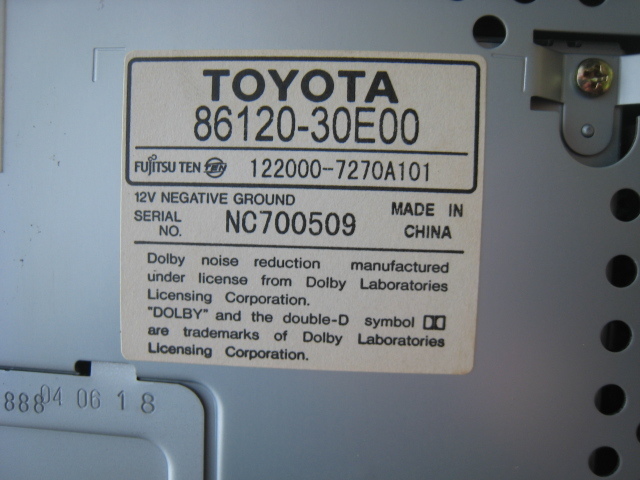 TOYOTA
86120-30E00
FUJITSU TEN TEN 122000-7270A101
12V NEGATIVE GROUND
SERIAL NO. NC700509 MADE IN CHINA
Dolby noise reduction manufactured
under license from Dolby Laboratories
Licensing Corporation.
"DOLBY" and the double-D symbol
are trademarks of Dolby Laboratories
Licensing Corporation.
888 04 06 18